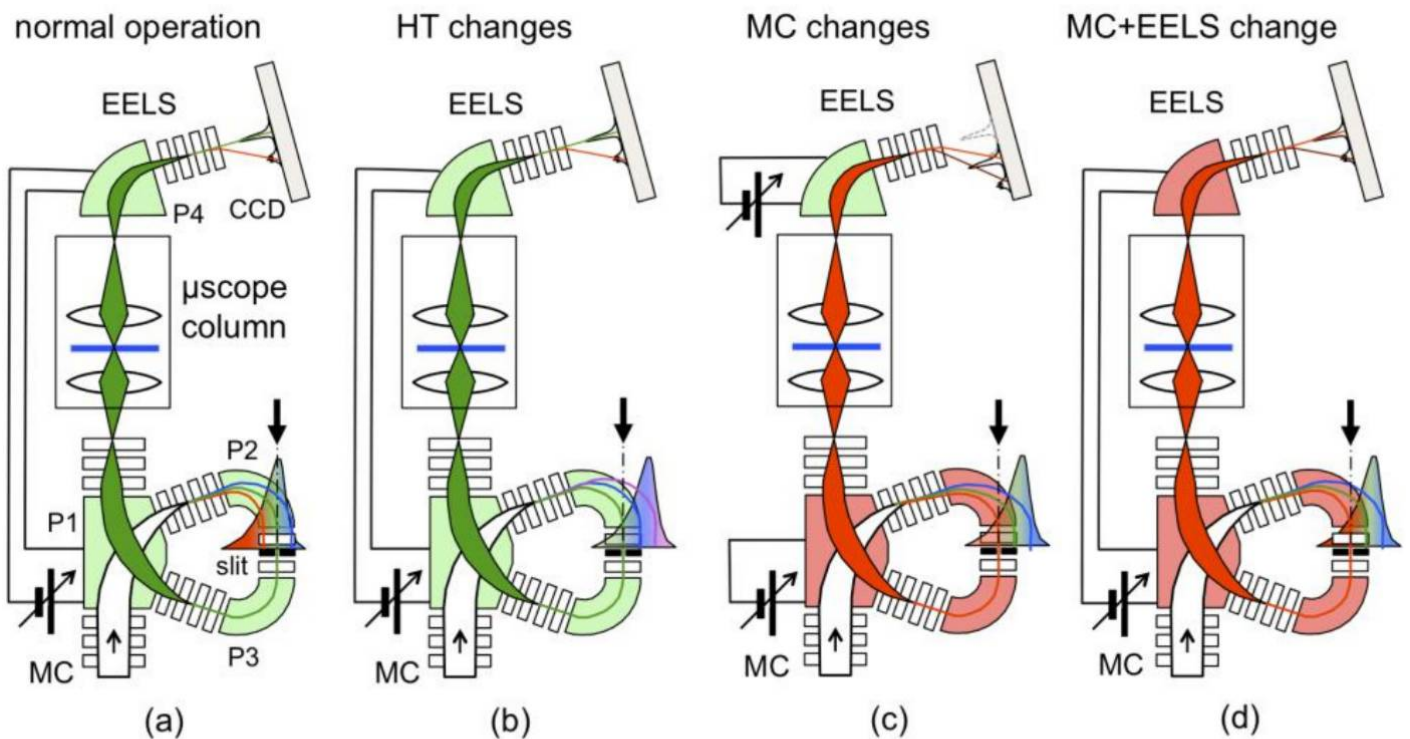 normal operation
HT changes
MC changes
MC+EELS change
EELS
EELS
EELS
EELS
P4
CCD
µscope
column
P2
P1
slit
P3
MC
MC
MC
MC
(a)
(b)
(c)
(d)